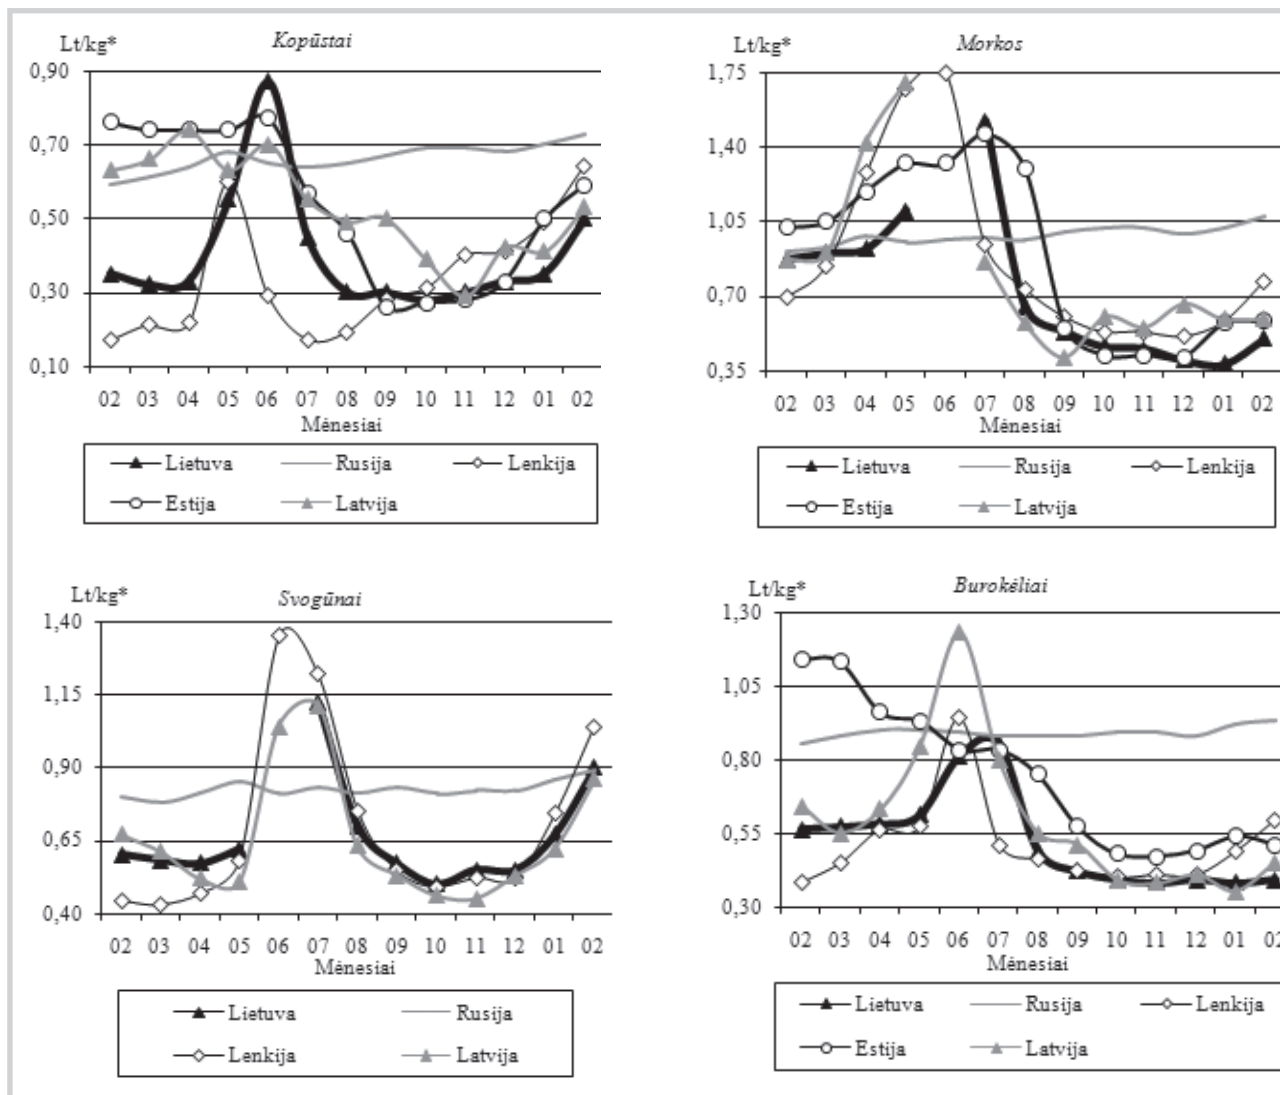 Kopūstai
Lt/kg*
0,90
0,70
0,50
0,30
0,10
02 03 04 05 06 07 08 09 10 11 12 01 02
Mėnesiai
Lietuva Rusija Lenkija
Estija Latvija
Morkos
Lt/kg*
1,75
1,40
1,05
0,70
0,35
02 03 04 05 06 07 08 09 10 11 12 01 02
Mėnesiai
Lietuva Rusija Lenkija
Estija Latvija
Svogūnai
Lt/kg*
1,40
1,15
0,90
0,65
0,40
02 03 04 05 06 07 08 09 10 11 12 01 02
Mėnesiai
Lietuva Rusija
Lenkija Latvija
Burokėliai
Lt/kg*
1,30
1,05
0,80
0,55
0,30
02 03 04 05 06 07 08 09 10 11 12 01 02
Mėnesiai
Lietuva Rusija Lenkija
Estija Latvija